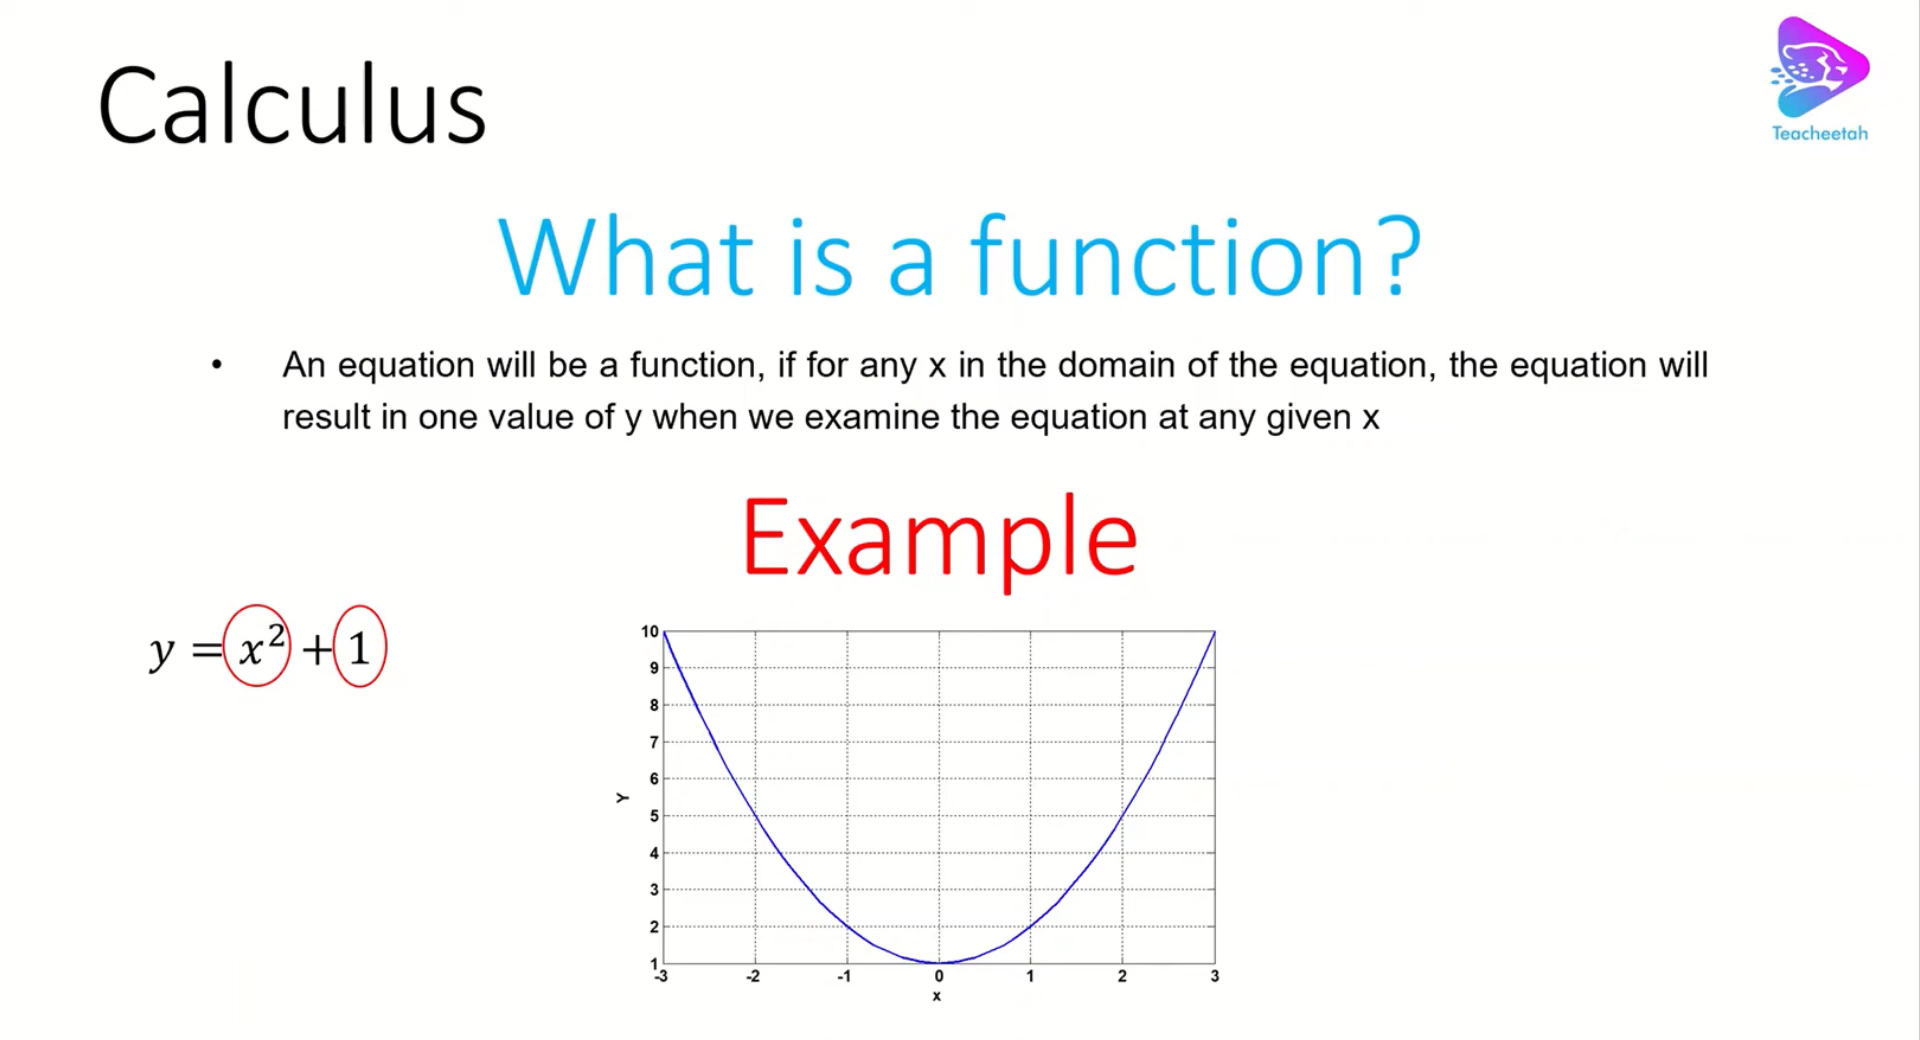 Calculus
Teacheetah
What is a function?
• An equation will be a function, if for any x in the domain of the equation, the equation will
result in one value of y when we examine the equation at any given x
Example
y = x² + 1
10
9
8
7
6
5
4
3
2
1
Y
-3 -2 -1 0 1 2 3
x